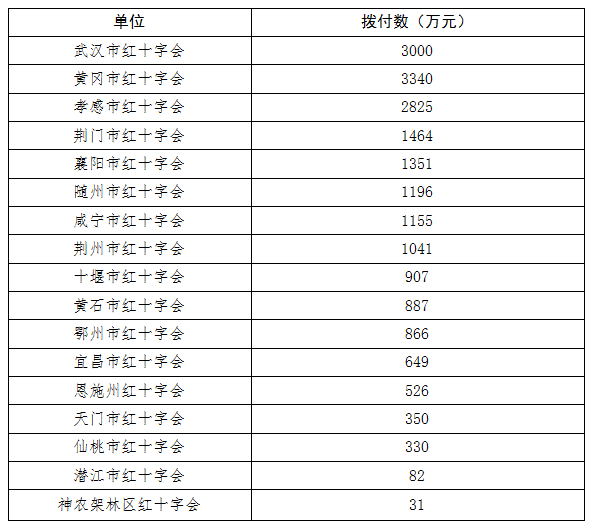 单位 拨付数（万元）
武汉市红十字会 3000
黄冈市红十字会 3340
孝感市红十字会 2825
荆门市红十字会 1464
襄阳市红十字会 1351
随州市红十字会 1196
咸宁市红十字会 1155
荆州市红十字会 1041
十堰市红十字会 907
黄石市红十字会 887
鄂州市红十字会 866
宜昌市红十字会 649
恩施州红十字会 526
天门市红十字会 350
仙桃市红十字会 330
潜江市红十字会 82
神农架林区红十字会 31